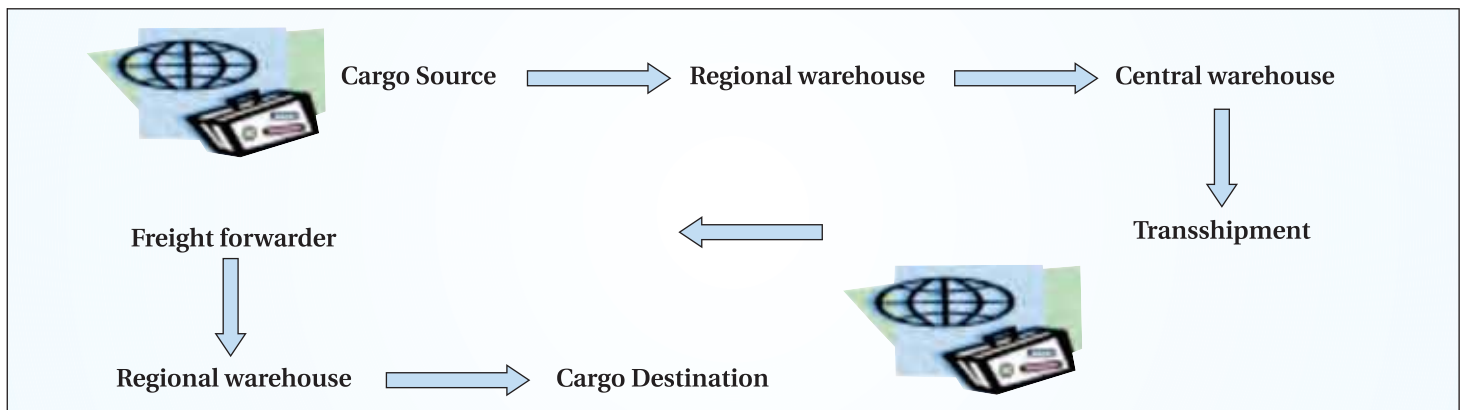 Cargo Source
Regional warehouse
Central warehouse
Transshipment
Freight forwarder
Regional warehouse
Cargo Destination